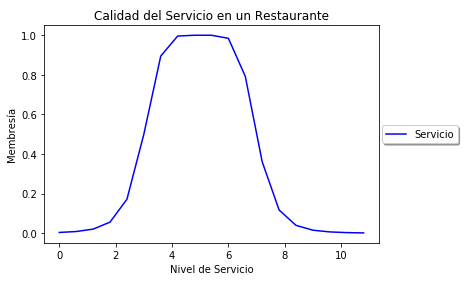 Calidad del Servicio en un Restaurante
1.0
0.8
0.6
0.4
0.2
0.0
Membresía
Servicio
0 2 4 6 8 10
Nivel de Servicio